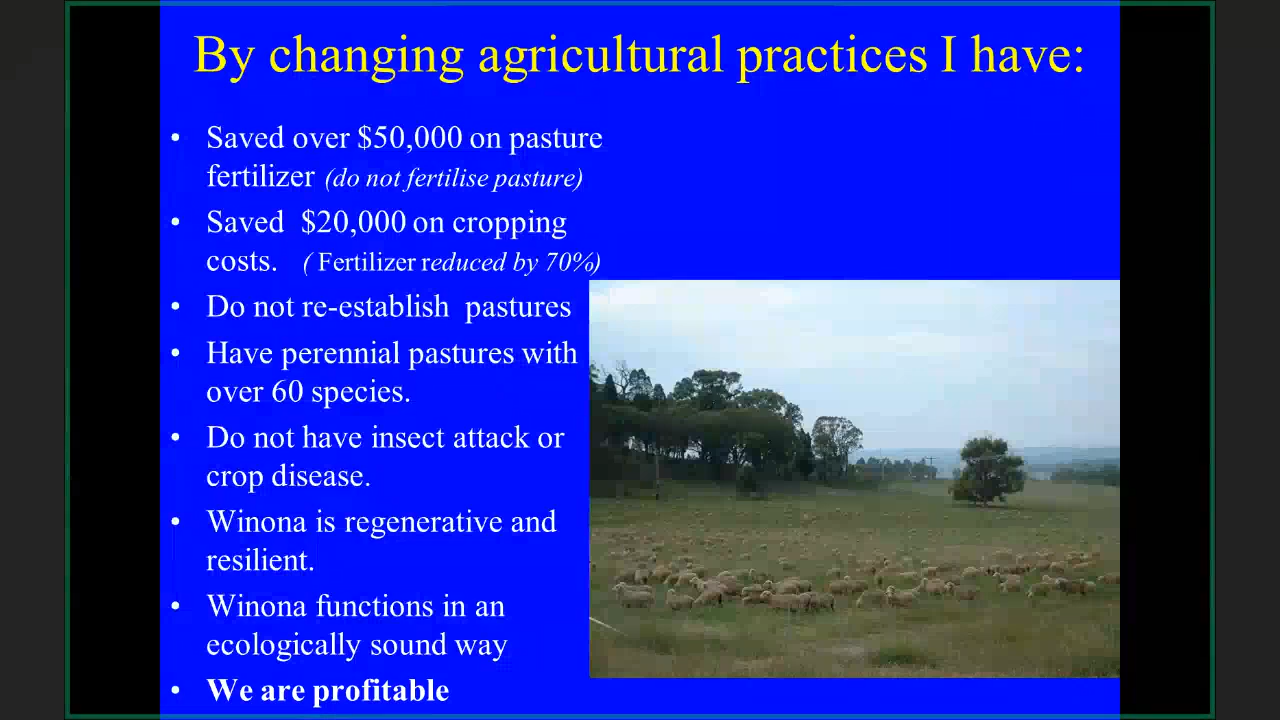 By changing agricultural practices I have:
• Saved over $50,000 on pasture
fertilizer (do not fertilise pasture)
• Saved  $20,000 on cropping
costs.   ( Fertilizer reduced by 70%)
• Do not re-establish  pastures
• Have perennial pastures with
over 60 species.
• Do not have insect attack or
crop disease.
• Winona is regenerative and
resilient.
• Winona functions in an
ecologically sound way
• We are profitable